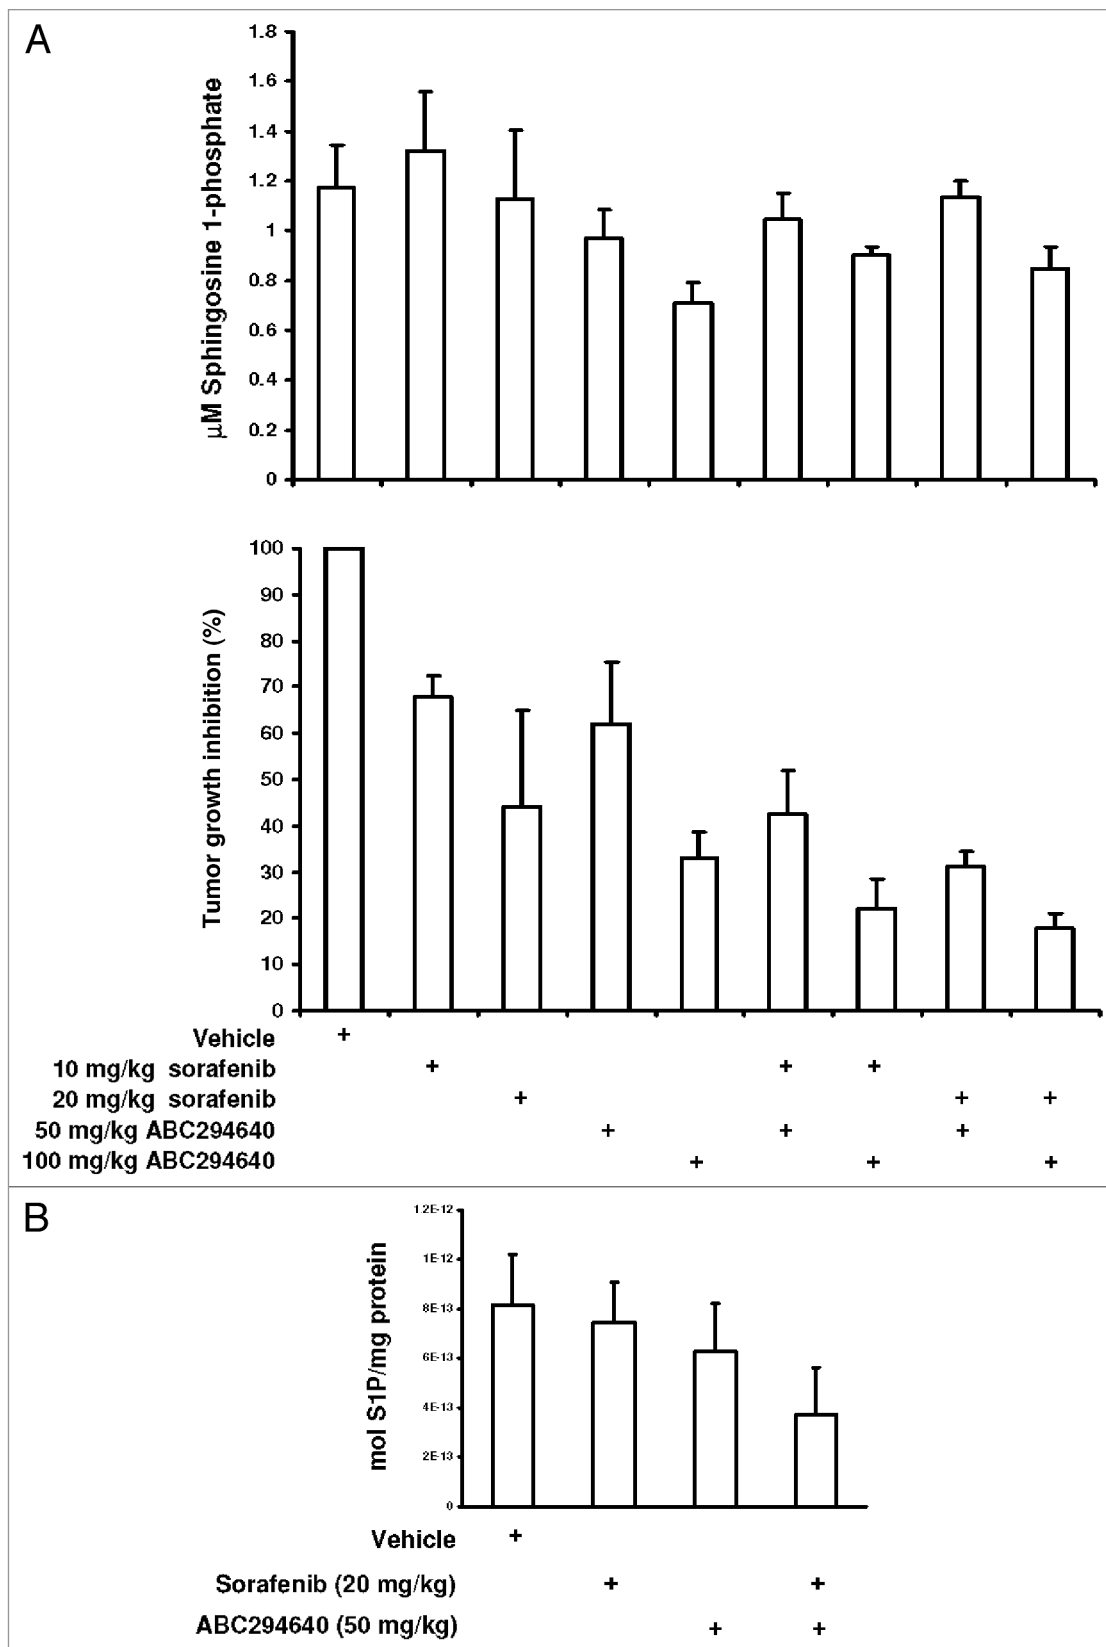 A
μM Sphingosine 1-phosphate
1.8
1.6
1.4
1.2
1
0.8
0.6
0.4
0.2
0
Tumor growth inhibition (%)
100
90
80
70
60
50
40
30
20
10
0
Vehicle +
10 mg/kg sorafenib + + +
20 mg/kg sorafenib + + +
50 mg/kg ABC294640 + + +
100 mg/kg ABC294640 + + +
B
mol S1P/mg protein
1.2E-12
1E-12
8E-13
6E-13
4E-13
2E-13
0
Vehicle +
Sorafenib (20 mg/kg) + +
ABC294640 (50 mg/kg) + +